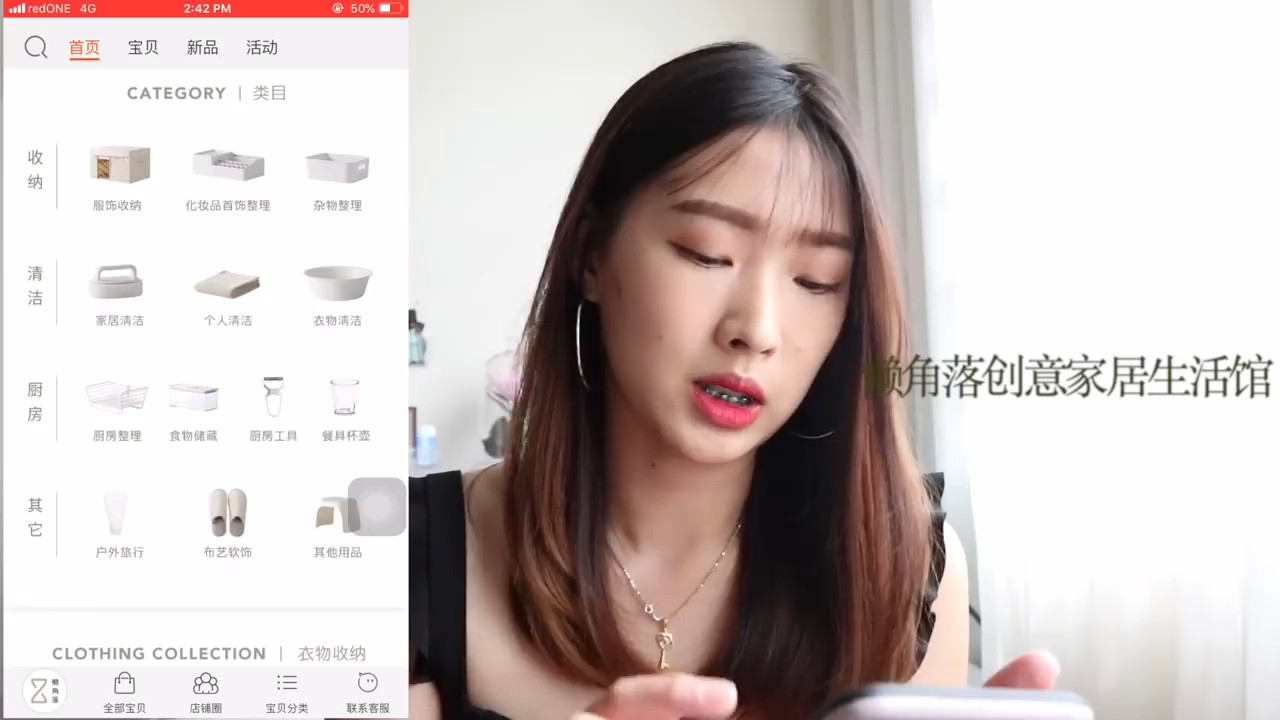 redONE 4G 2:42 PM 50%
首页 宝贝 新品 活动
CATEGORY | 类目
收纳
服饰收纳 化妆品首饰整理 杂物整理
清洁
家居清洁 个人清洁 衣物清洁
厨房
厨房整理 食物储藏 厨房工具 餐具杯壶
其它
户外旅行 布艺软饰 其他用品
CLOTHING COLLECTION | 衣物收纳
懒角落
全部宝贝 店铺圈 宝贝分类 联系客服
懒角落创意家居生活馆